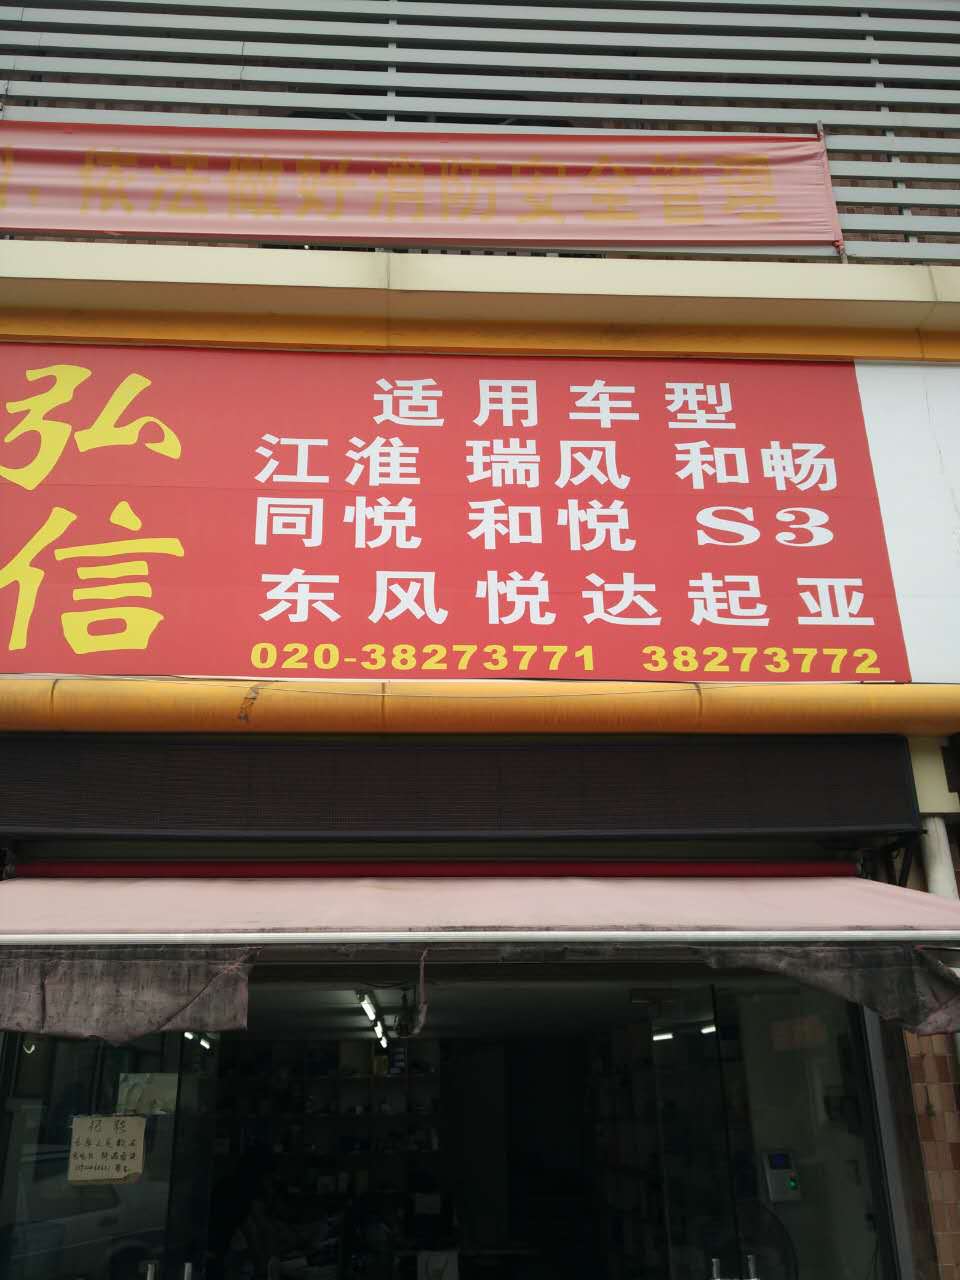 依法做好消防安全管理
弘信
适用车型
江淮 瑞风 和畅
同悦 和悦 S3
东风悦达起亚
020-38273771 38273772
招聘